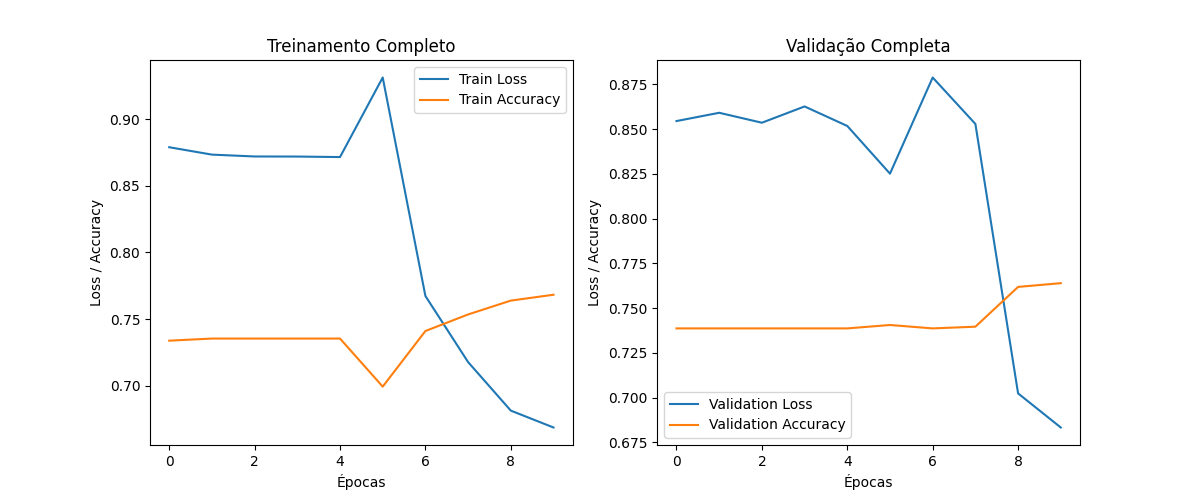 Treinamento Completo
Train Loss
Train Accuracy
0.90
0.85
0.80
0.75
0.70
Loss / Accuracy
0 2 4 6 8
Épocas
Validação Completa
0.875
0.850
0.825
0.800
0.775
0.750
0.725
0.700
0.675
Loss / Accuracy
Validation Loss
Validation Accuracy
0 2 4 6 8
Épocas